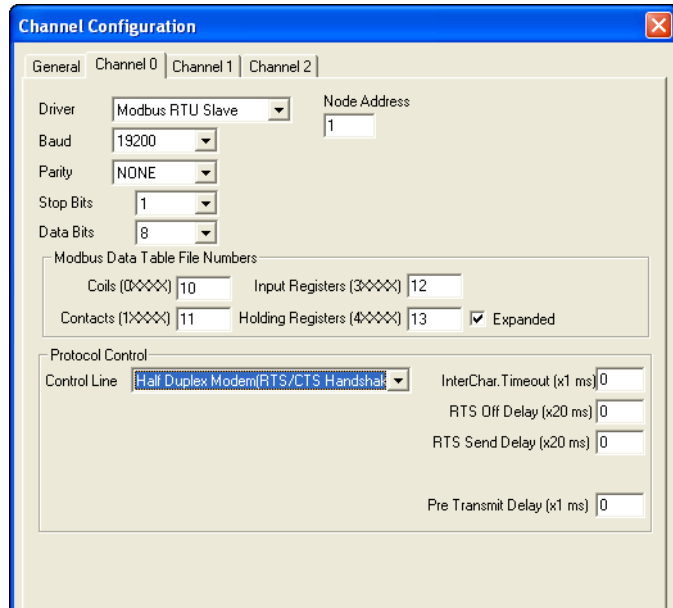 Channel Configuration
General Channel 0 Channel 1 Channel 2
Driver Modbus RTU Slave Node Address
1
Baud 19200
Parity NONE
Stop Bits 1
Data Bits 8
Modbus Data Table File Numbers
Coils (0XXXX) 10 Input Registers (3XXXX) 12
Contacts (1XXXX) 11 Holding Registers (4XXXX) 13 Expanded
Protocol Control
Control Line Half Duplex Modem(RTS/CTS Handshak InterChar.Timeout (x1 ms) 0
RTS Off Delay (x20 ms) 0
RTS Send Delay (x20 ms) 0
Pre Transmit Delay (x1 ms) 0